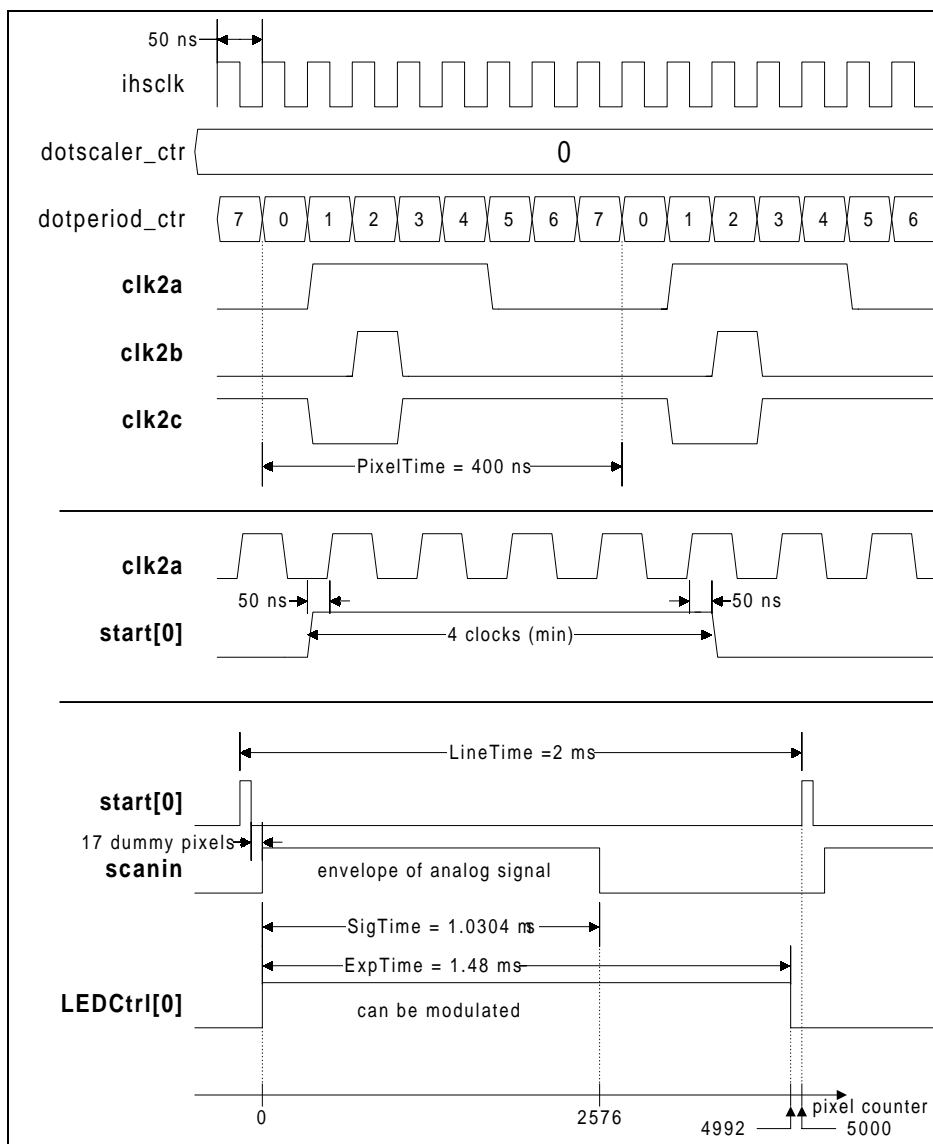 50 ns
ihsclk
dotscaler_ctr 0
dotperiod_ctr 7 0 1 2 3 4 5 6 7 0 1 2 3 4 5 6
clk2a
clk2b
clk2c
PixelTime = 400 ns
clk2a
50 ns 50 ns
start[0] 4 clocks (min)
LineTime =2 ms
start[0]
17 dummy pixels
scanin envelope of analog signal
SigTime = 1.0304 ms
ExpTime = 1.48 ms
LEDCtrl[0] can be modulated
pixel counter
0 2576 4992 5000